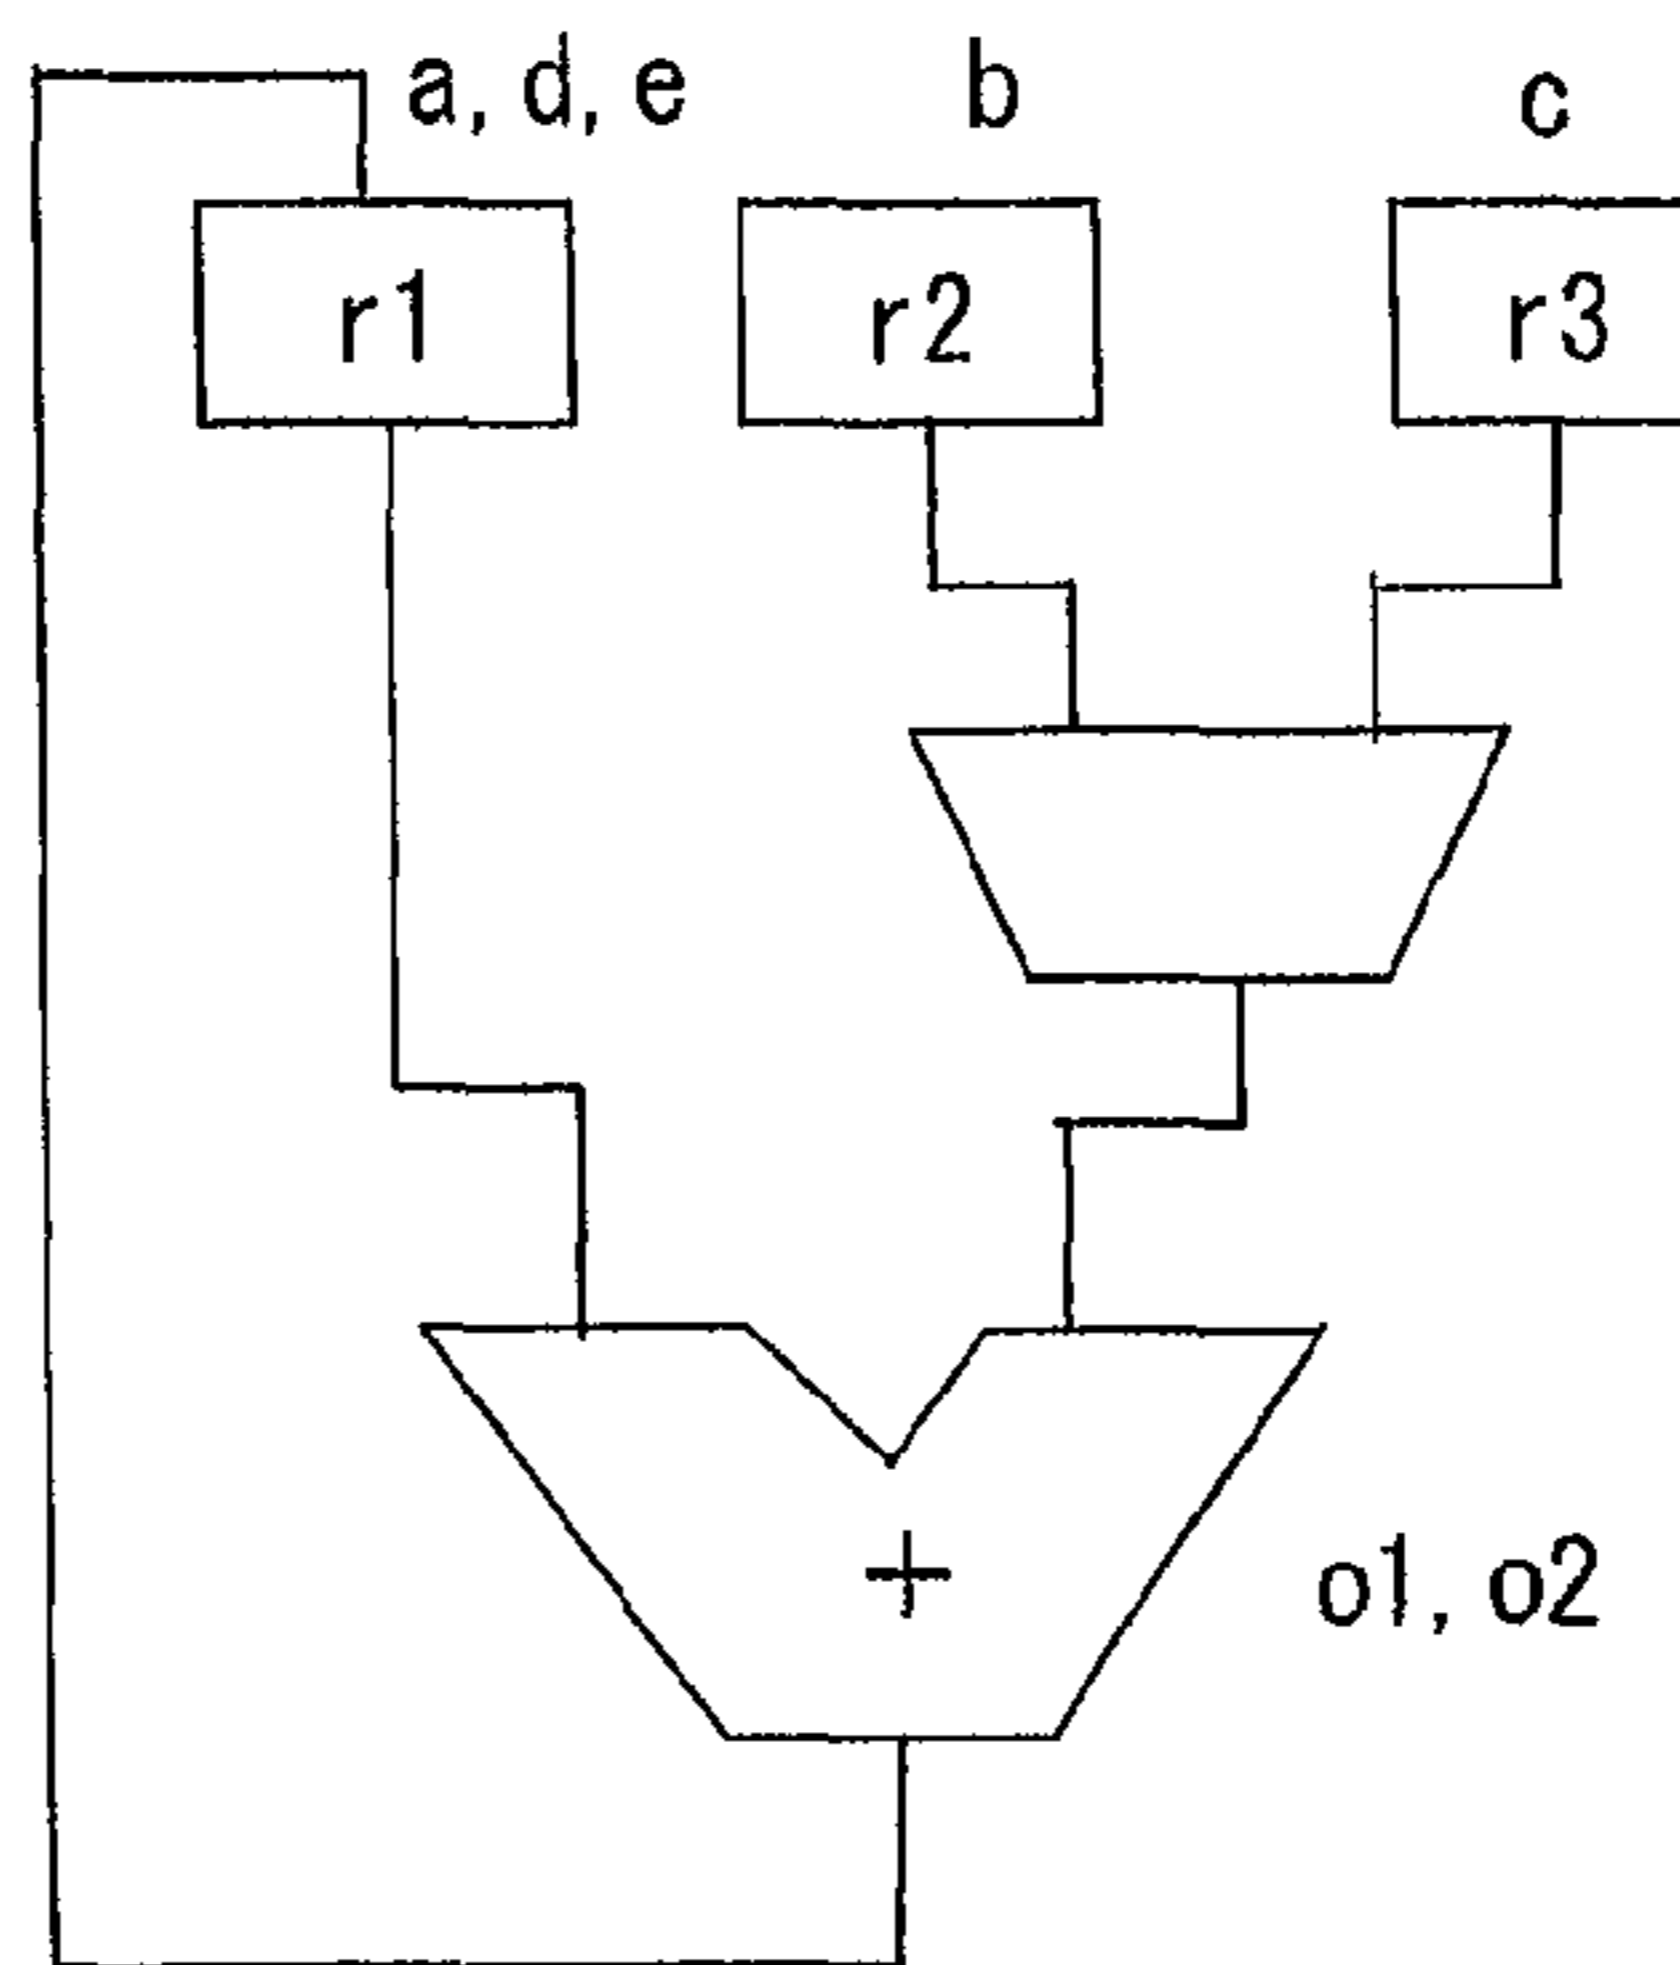 a, d, e
b
c
r1
r2
r3
+
o1, o2